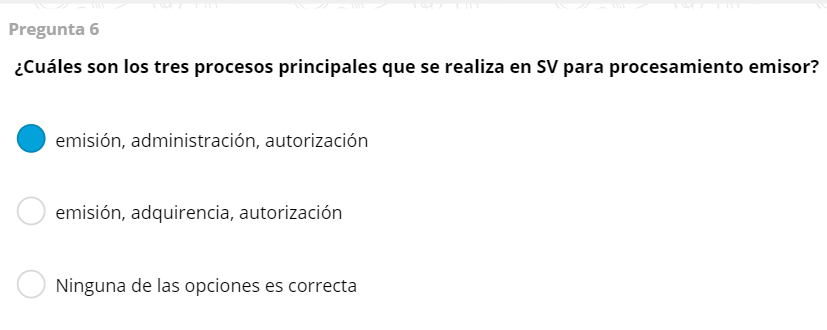 Pregunta 6
¿Cuáles son los tres procesos principales que se realiza en SV para procesamiento emisor?
emisión, administración, autorización
emisión, adquirencia, autorización
Ninguna de las opciones es correcta